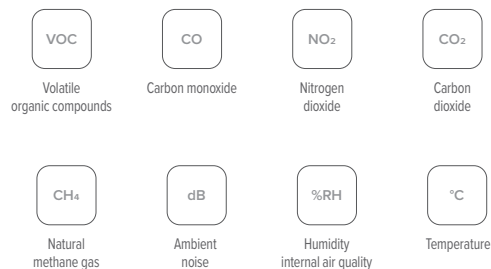 VOC CO NO₂ CO₂
Volatile Carbon monoxide Nitrogen Carbon
organic compounds dioxide dioxide
CH₄ dB %RH °C
Natural Ambient Humidity Temperature
methane gas noise internal air quality